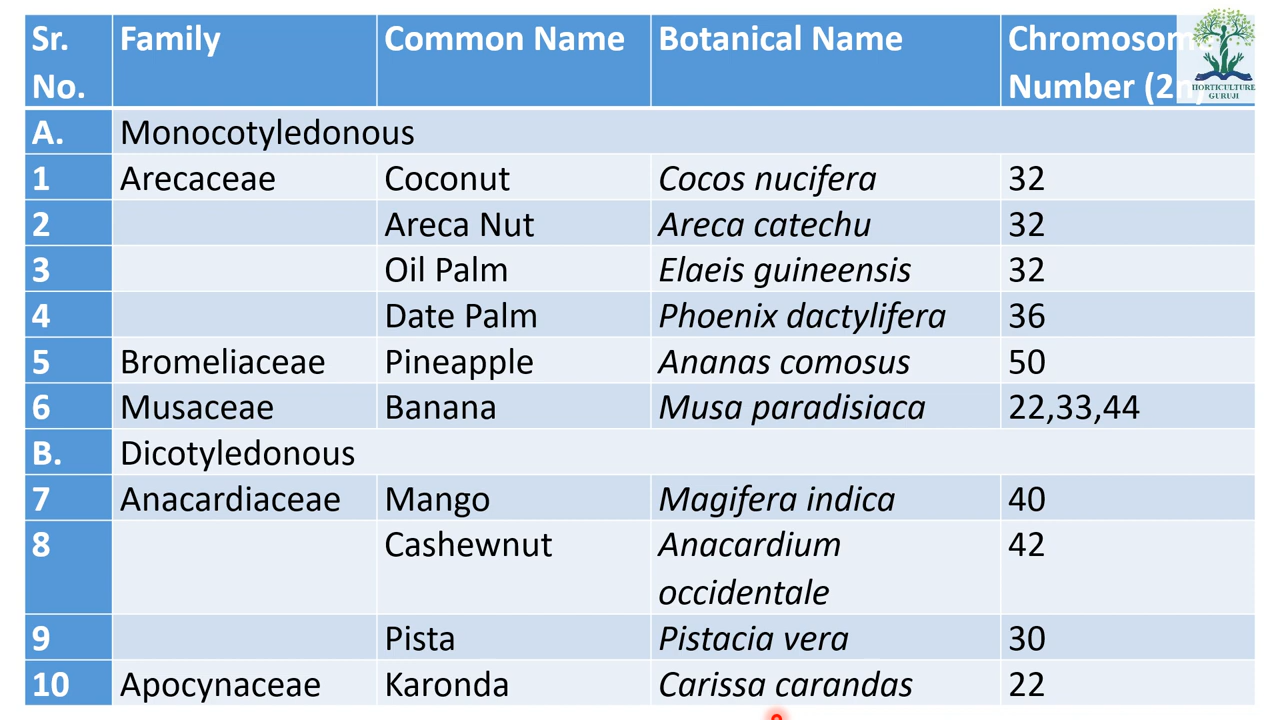 Sr. No. Family Common Name Botanical Name Chromosome Number (2n)
HORTICULTURE GURUJI
A. Monocotyledonous
1 Arecaceae Coconut Cocos nucifera 32
2 Areca Nut Areca catechu 32
3 Oil Palm Elaeis guineensis 32
4 Date Palm Phoenix dactylifera 36
5 Bromeliaceae Pineapple Ananas comosus 50
6 Musaceae Banana Musa paradisiaca 22,33,44
B. Dicotyledonous
7 Anacardiaceae Mango Magifera indica 40
8 Cashewnut Anacardium occidentale 42
9 Pista Pistacia vera 30
10 Apocynaceae Karonda Carissa carandas 22